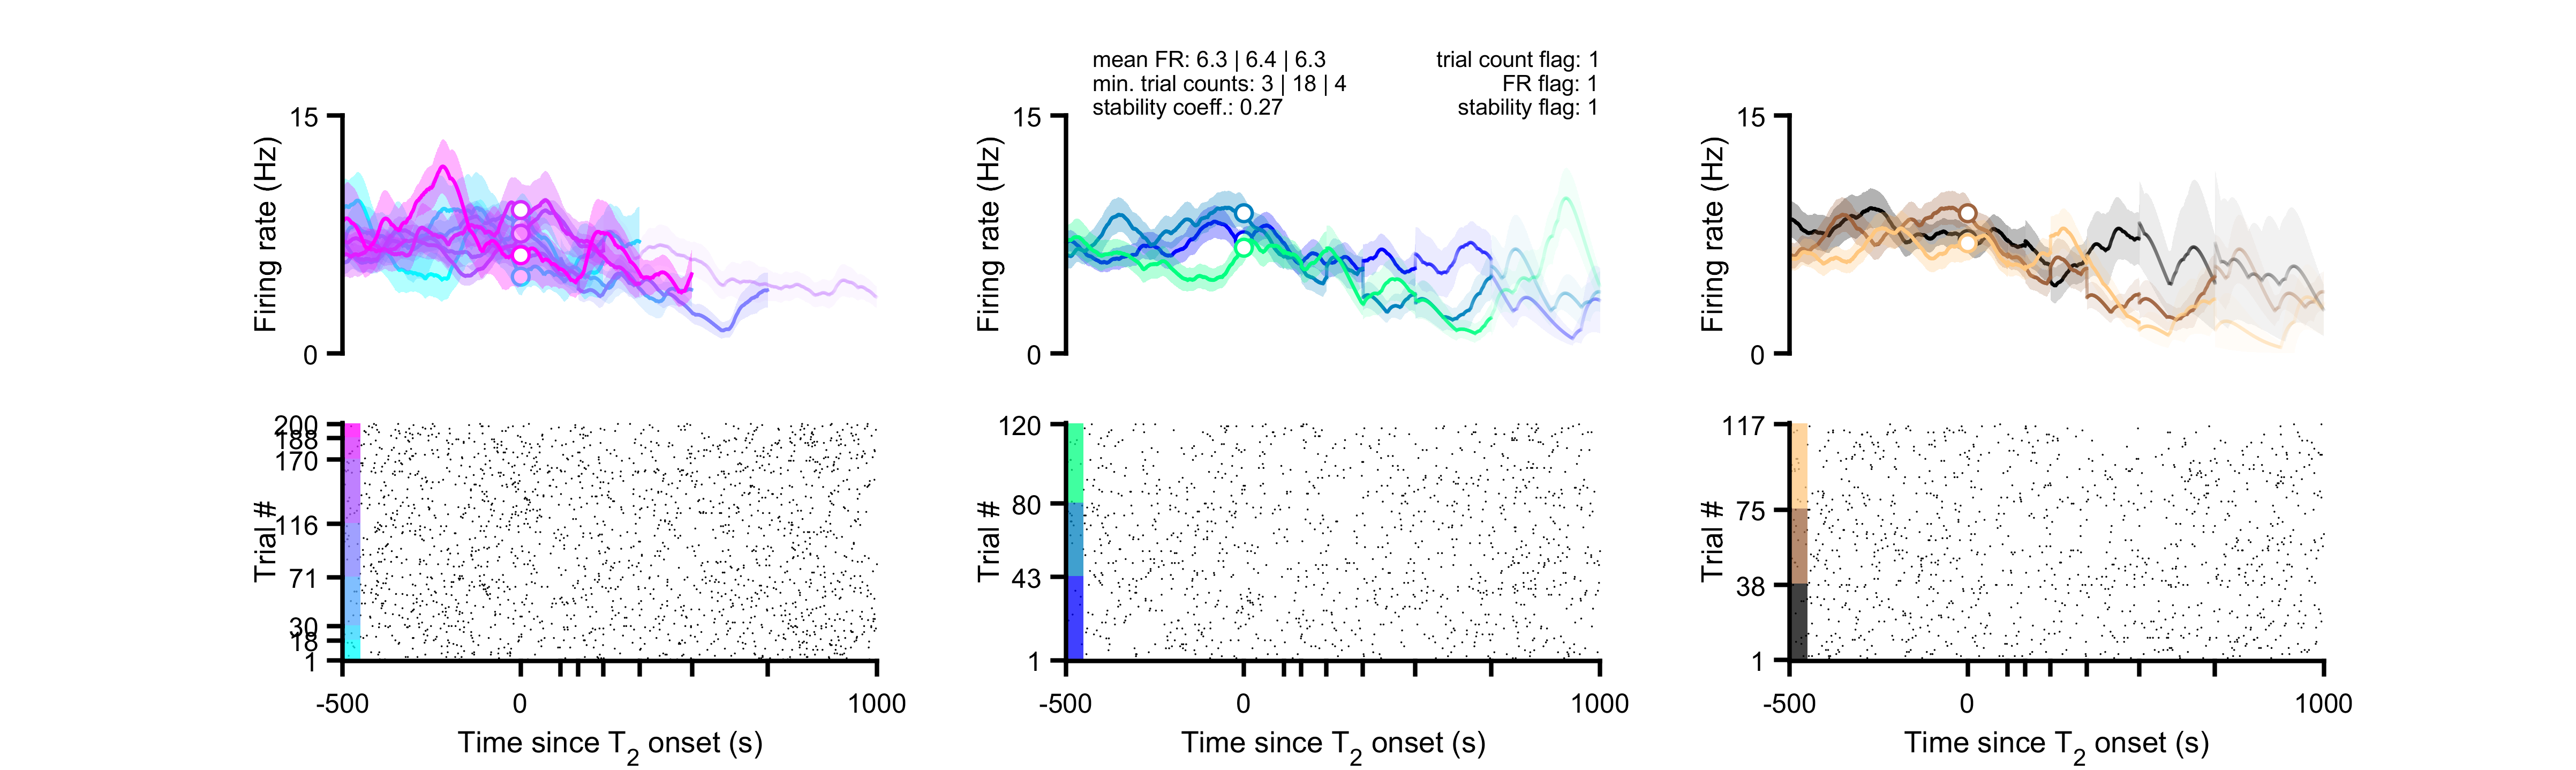 mean FR: 6.3 | 6.4 | 6.3
min. trial counts: 3 | 18 | 4
stability coeff.: 0.27
trial count flag: 1
FR flag: 1
stability flag: 1
15
Firing rate (Hz)
0
15
Firing rate (Hz)
0
15
Firing rate (Hz)
0
200
188
170
116
71
30
18
1
Trial #
-500
0
1000
Time since T2 onset (s)
120
80
43
1
Trial #
-500
0
1000
Time since T2 onset (s)
117
75
38
1
Trial #
-500
0
1000
Time since T2 onset (s)